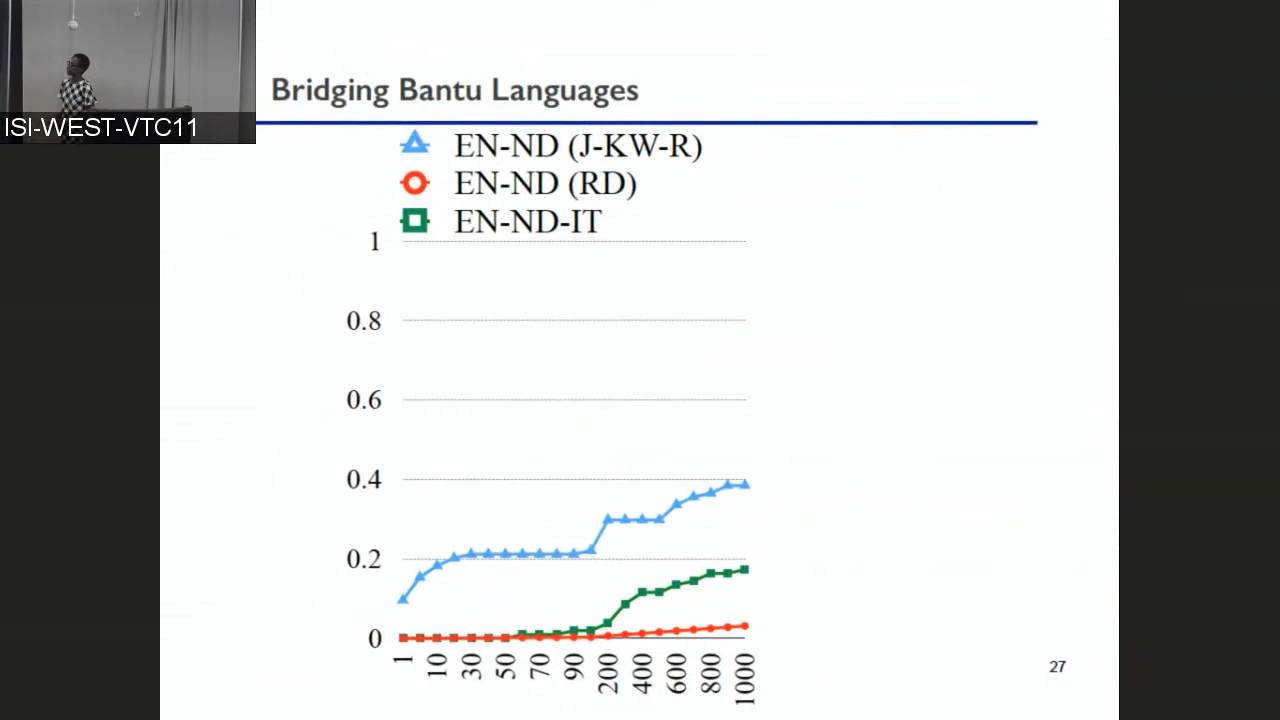 ISI-WEST-VTC11
Bridging Bantu Languages
EN-ND (J-KW-R)
EN-ND (RD)
EN-ND-IT
1
0.8
0.6
0.4
0.2
0
1 10 30 50 70 90 200 400 600 800 1000
27